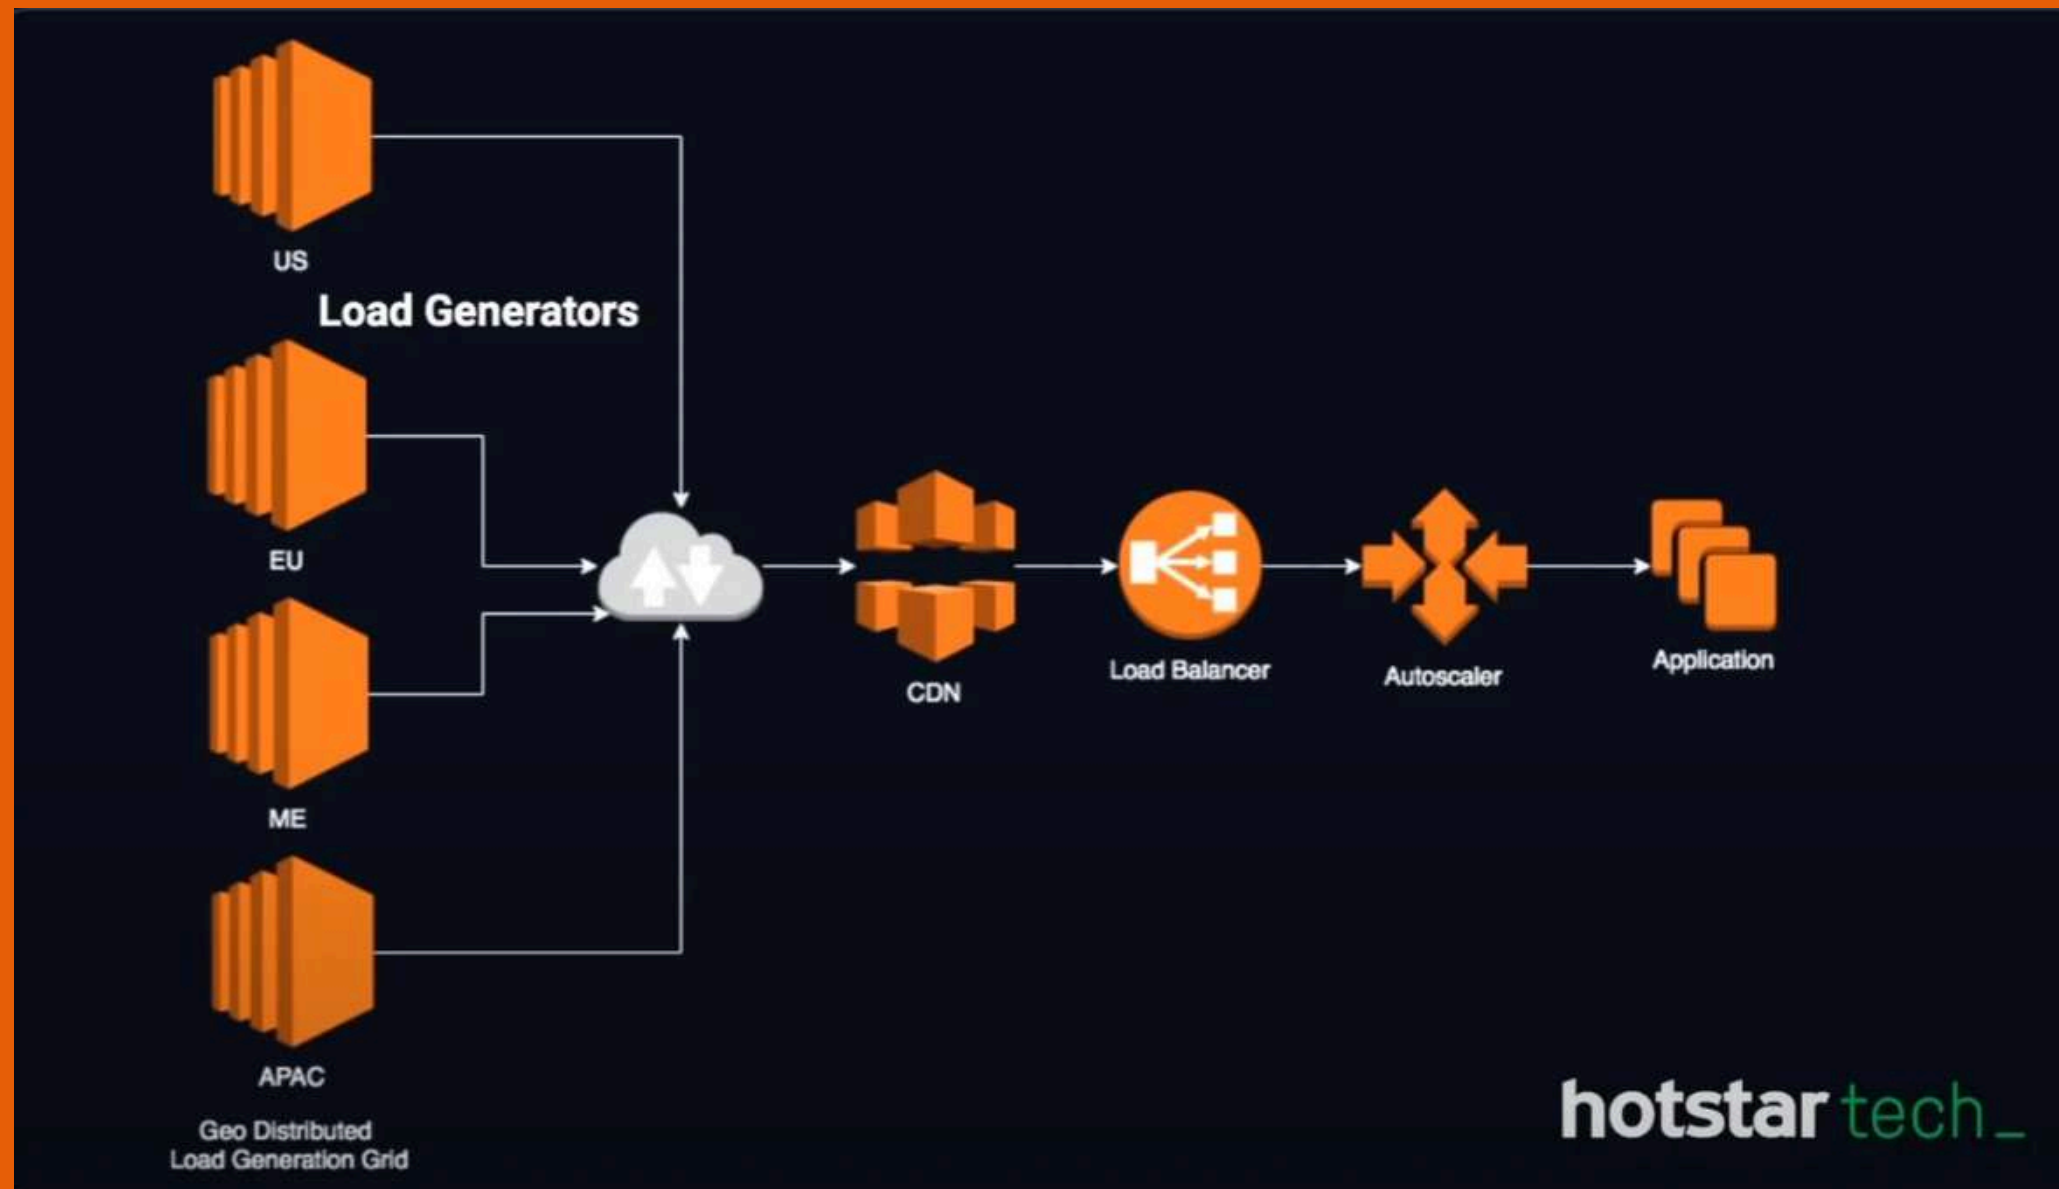 US
Load Generators
EU
ME
APAC
Geo Distributed
Load Generation Grid
CDN
Load Balancer
Autoscaler
Application
hotstar tech_